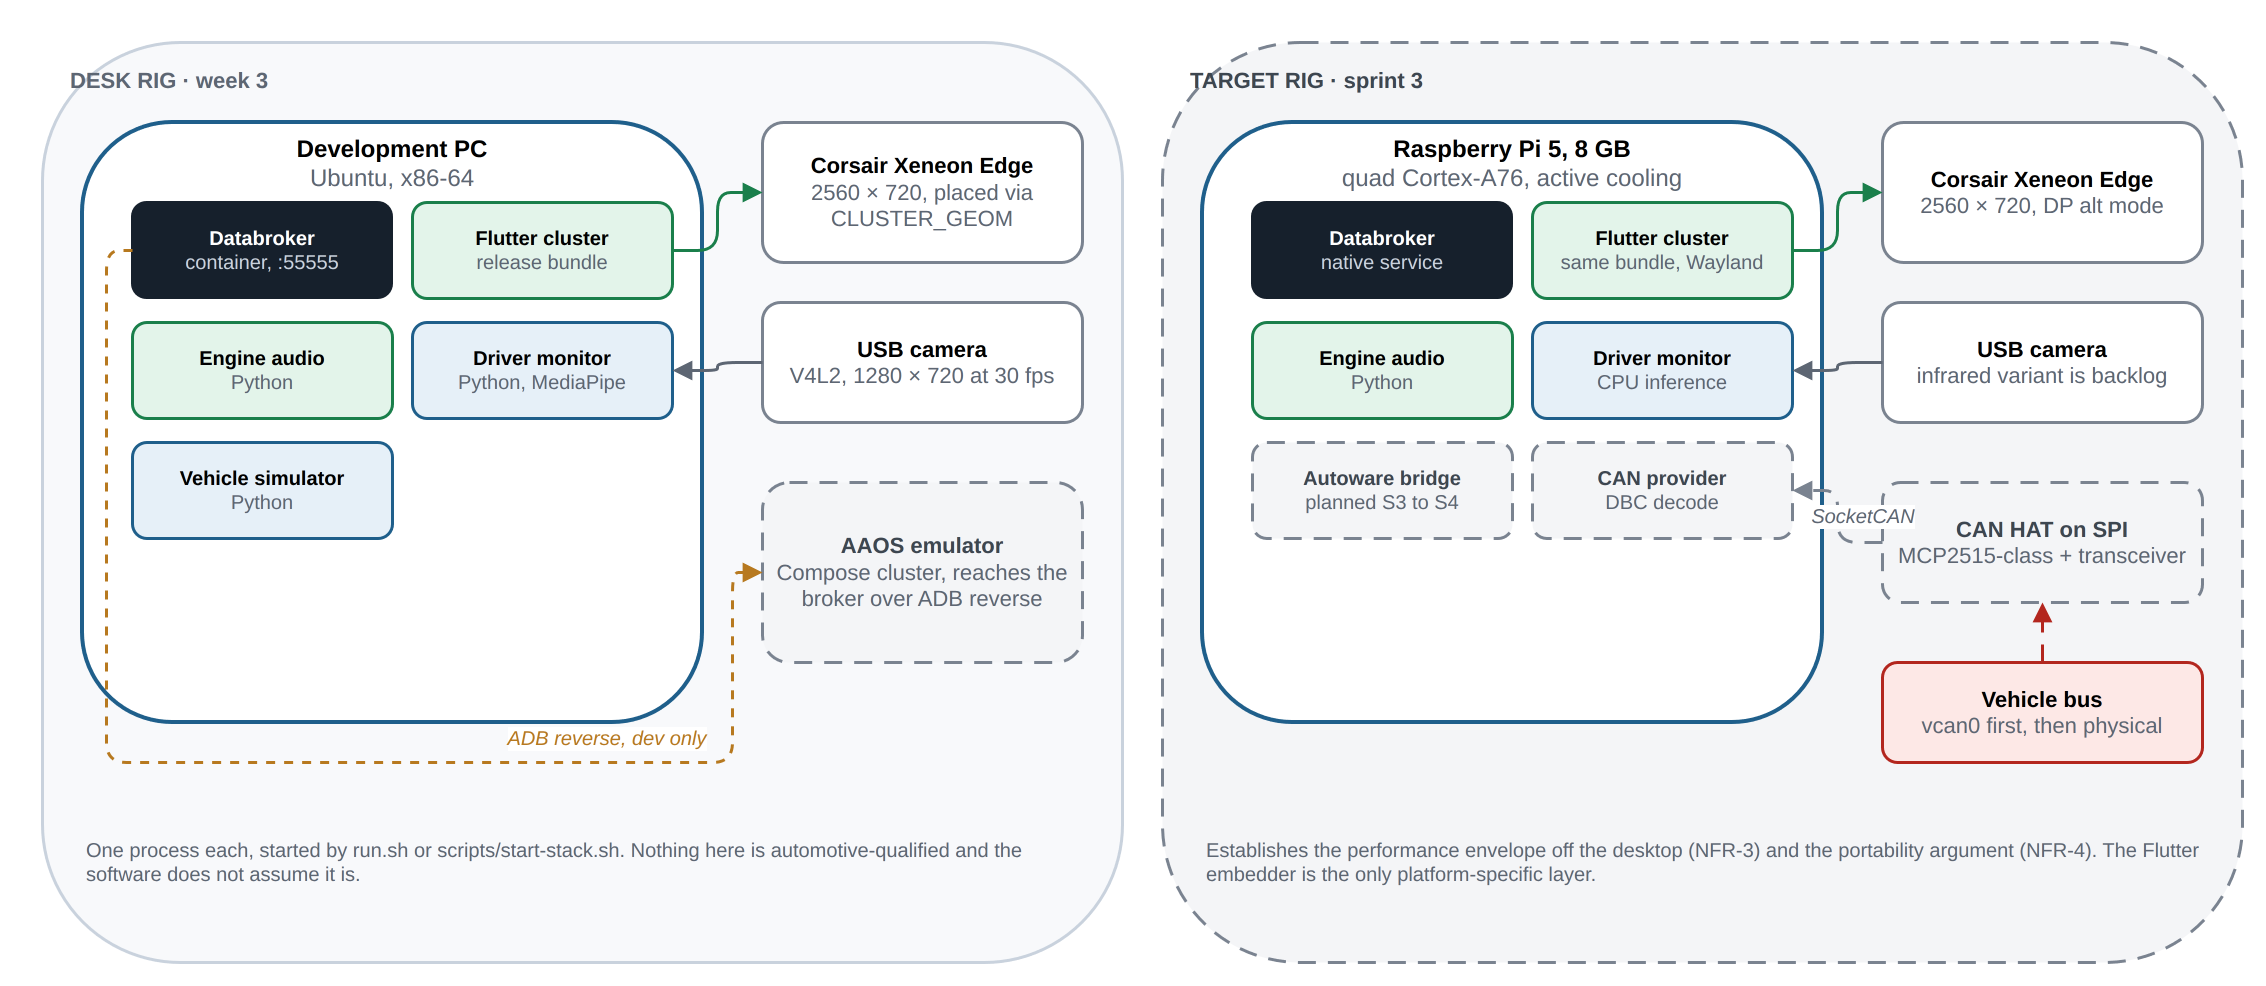 DESK RIG · week 3
Development PC
Ubuntu, x86-64
Databroker
container, :55555
Flutter cluster
release bundle
Engine audio
Python
Driver monitor
Python, MediaPipe
Vehicle simulator
Python
Corsair Xeneon Edge
2560 × 720, placed via
CLUSTER_GEOM
USB camera
V4L2, 1280 × 720 at 30 fps
AAOS emulator
Compose cluster, reaches the
broker over ADB reverse
ADB reverse, dev only
One process each, started by run.sh or scripts/start-stack.sh. Nothing here is automotive-qualified and the
software does not assume it is.
TARGET RIG · sprint 3
Raspberry Pi 5, 8 GB
quad Cortex-A76, active cooling
Databroker
native service
Flutter cluster
same bundle, Wayland
Engine audio
Python
Driver monitor
CPU inference
Autoware bridge
planned S3 to S4
CAN provider
DBC decode
Corsair Xeneon Edge
2560 × 720, DP alt mode
USB camera
infrared variant is backlog
SocketCAN
CAN HAT on SPI
MCP2515-class + transceiver
Vehicle bus
vcan0 first, then physical
Establishes the performance envelope off the desktop (NFR-3) and the portability argument (NFR-4). The Flutter
embedder is the only platform-specific layer.